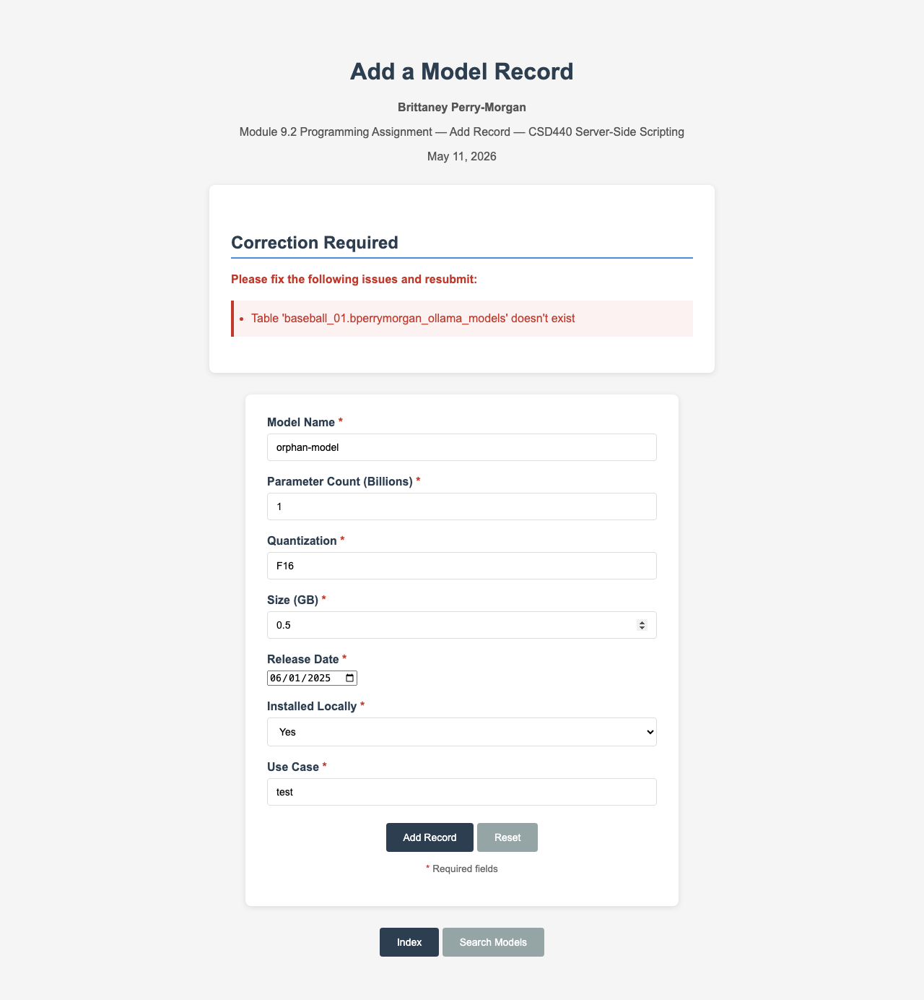 Add a Model Record
Brittaney Perry-Morgan
Module 9.2 Programming Assignment — Add Record — CSD440 Server-Side Scripting
May 11, 2026
Correction Required
Please fix the following issues and resubmit:
• Table 'baseball_01.bperrymorgan_ollama_models' doesn't exist
Model Name *
orphan-model
Parameter Count (Billions) *
1
Quantization *
F16
Size (GB) *
0.5
Release Date *
06/01/2025
Installed Locally *
Yes
Use Case *
test
Add Record Reset
* Required fields
Index Search Models